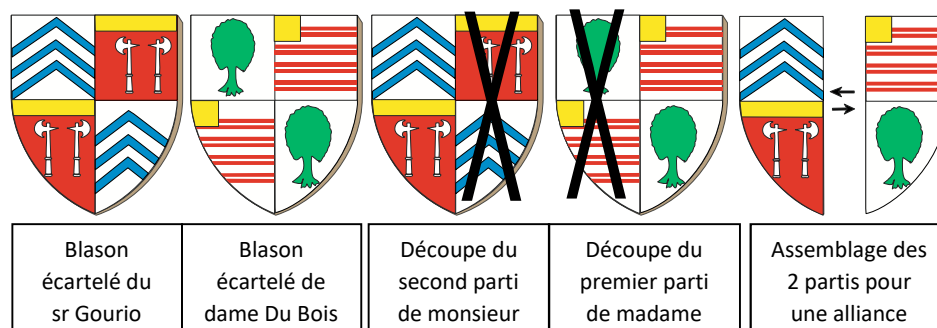 Blason
écartelé du
sr Gourio
Blason
écartelé de
dame Du Bois
Découpe du
second parti
de monsieur
Découpe du
premier parti
de madame
Assemblage des
2 partis pour
une alliance